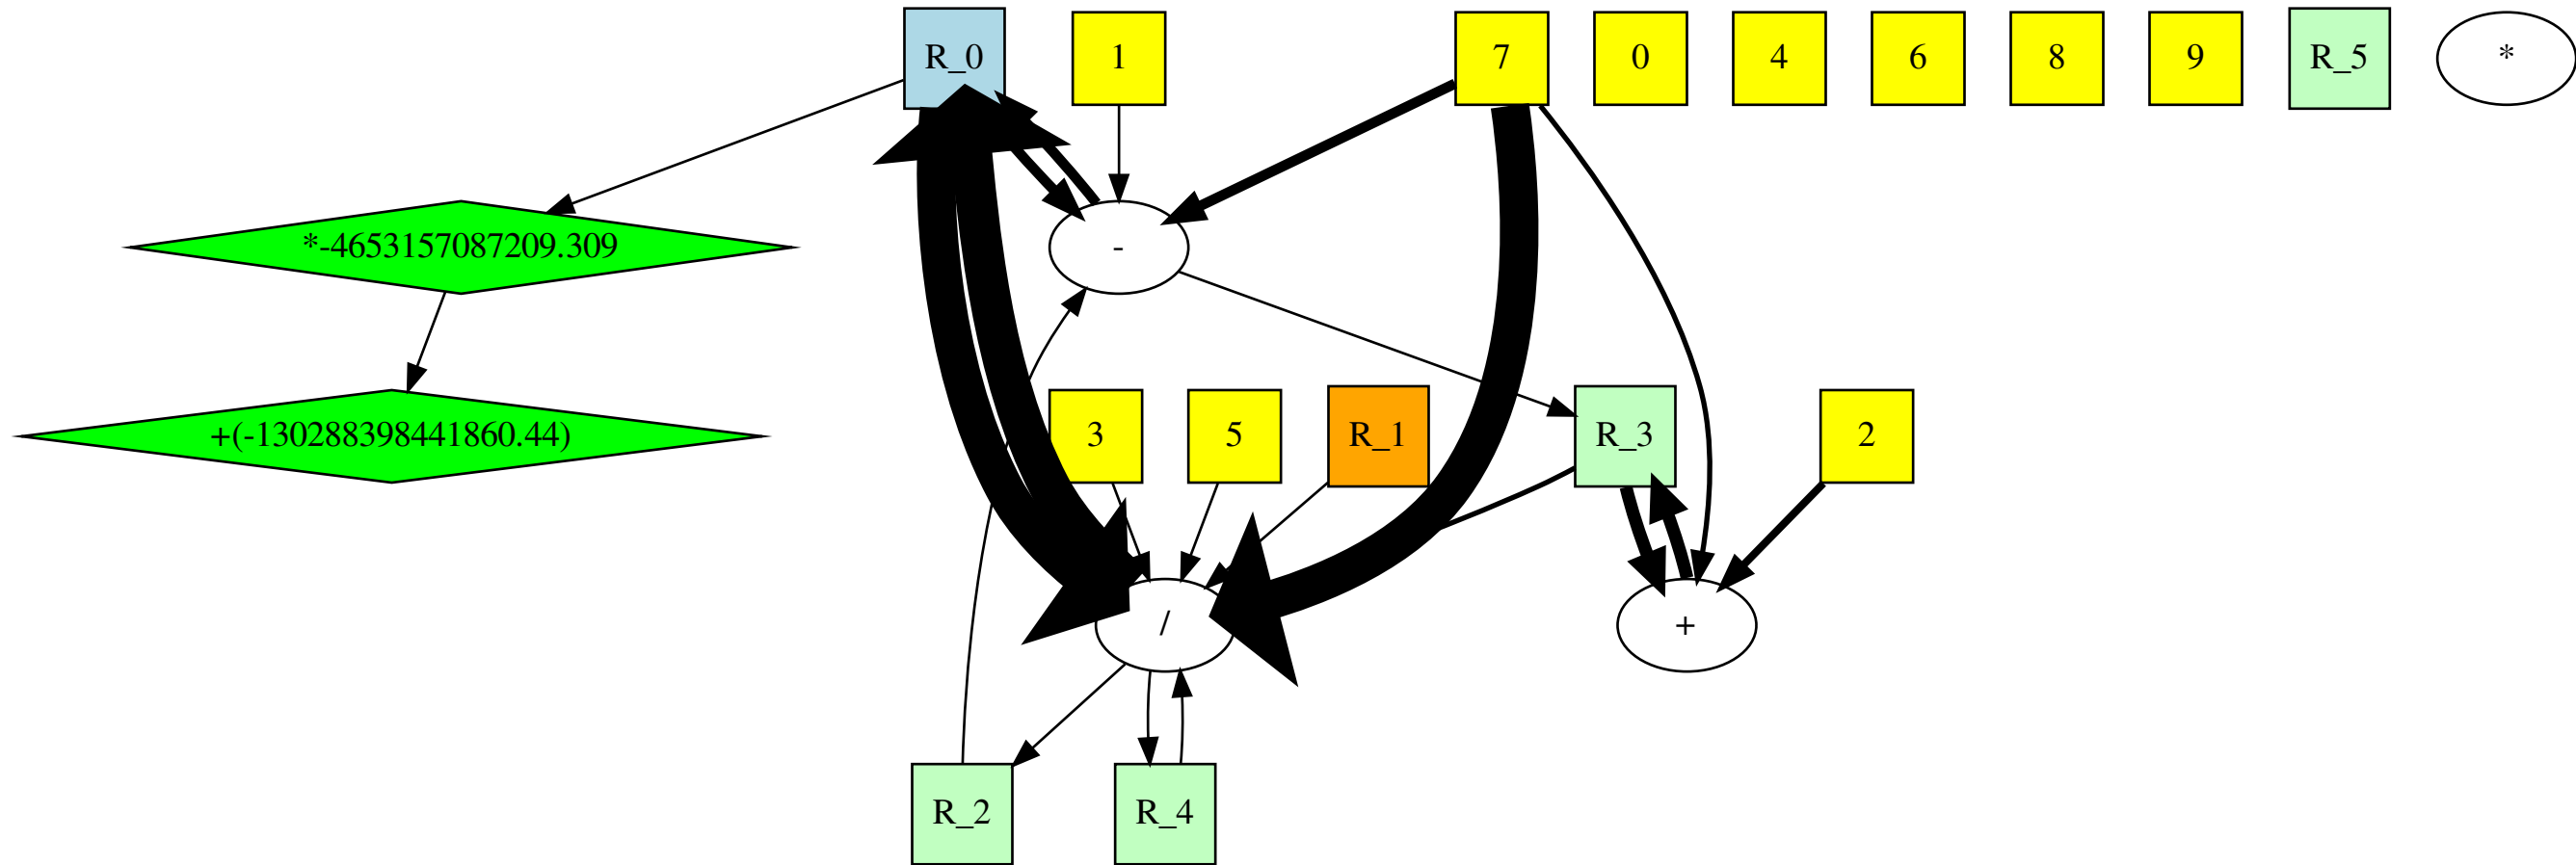 R_0
1
7
0
4
6
8
9
R_5
*
*-4653157087209.309
-
+(-130288398441860.44)
3
5
R_1
R_3
2
/
+
R_2
R_4